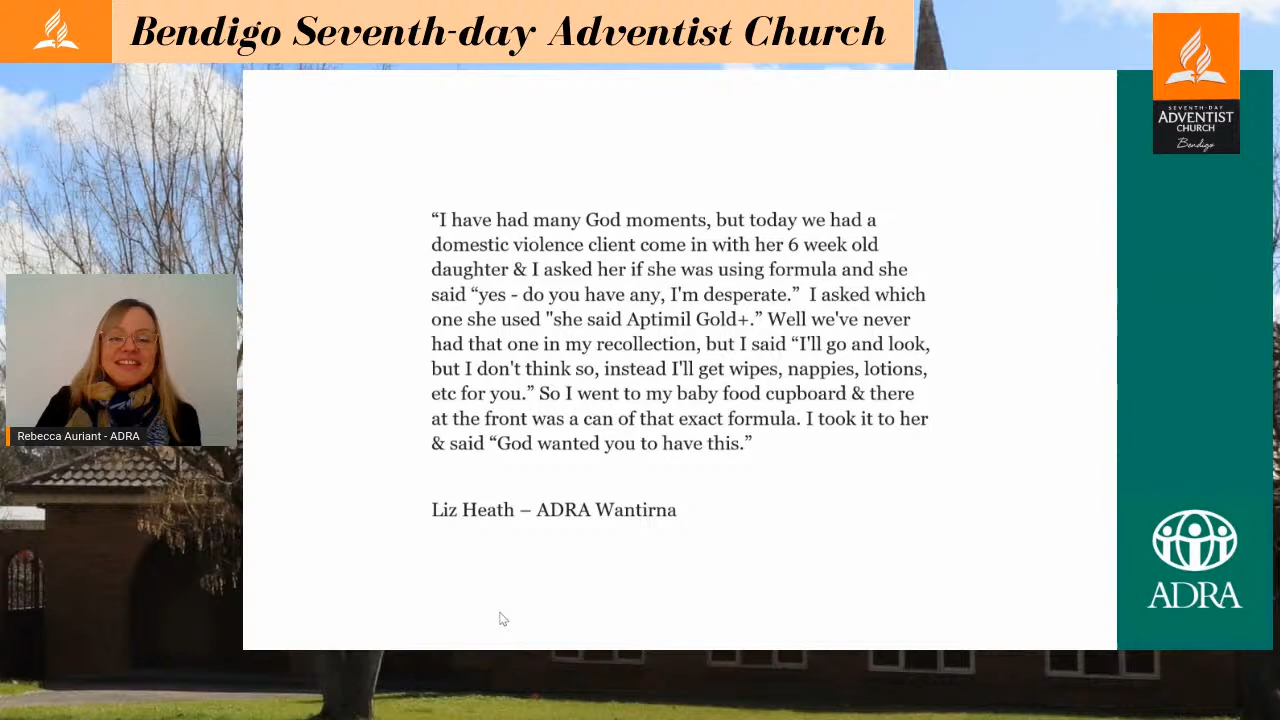 Bendigo Seventh-day Adventist Church
SEVENTH-DAY
ADVENTIST
CHURCH
Bendigo
“I have had many God moments, but today we had a
domestic violence client come in with her 6 week old
daughter & I asked her if she was using formula and she
said “yes - do you have any, I'm desperate.”  I asked which
one she used "she said Aptimil Gold+.” Well we've never
had that one in my recollection, but I said “I'll go and look,
but I don't think so, instead I'll get wipes, nappies, lotions,
etc for you.” So I went to my baby food cupboard & there
at the front was a can of that exact formula. I took it to her
& said “God wanted you to have this.”
Liz Heath – ADRA Wantirna
Rebecca Auriant - ADRA
ADRA